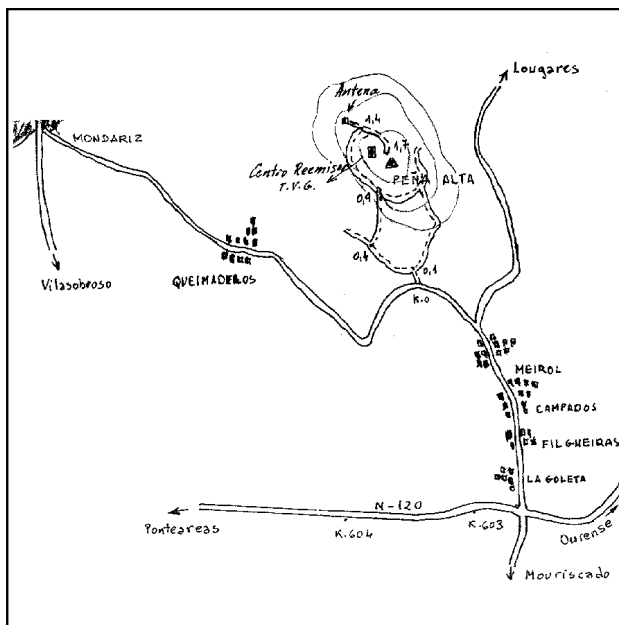 Lougares
Antena
1,4
MONDARIZ
1,7
Centro Reemisor
T.V.G.
PENA ALTA
0,9
0,4
0,1
Vilasobroso
QUEIMADELOS
K.0
MEIROL
CAMPADOS
FILGUEIRAS
LA GOLETA
N-120
Ponteareas
K.604
K.603
Ourense
Mouriscado